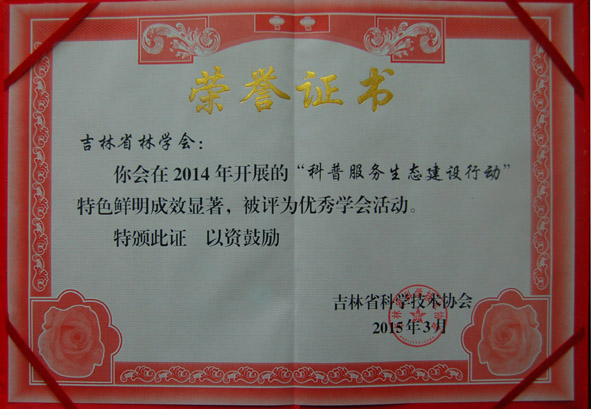 荣誉证书
吉林省林学会：
你会在2014年开展的“科普服务生态建设行动”
特色鲜明成效显著，被评为优秀学会活动。
特颁此证 以资鼓励
吉林省科学技术协会
2015年3月